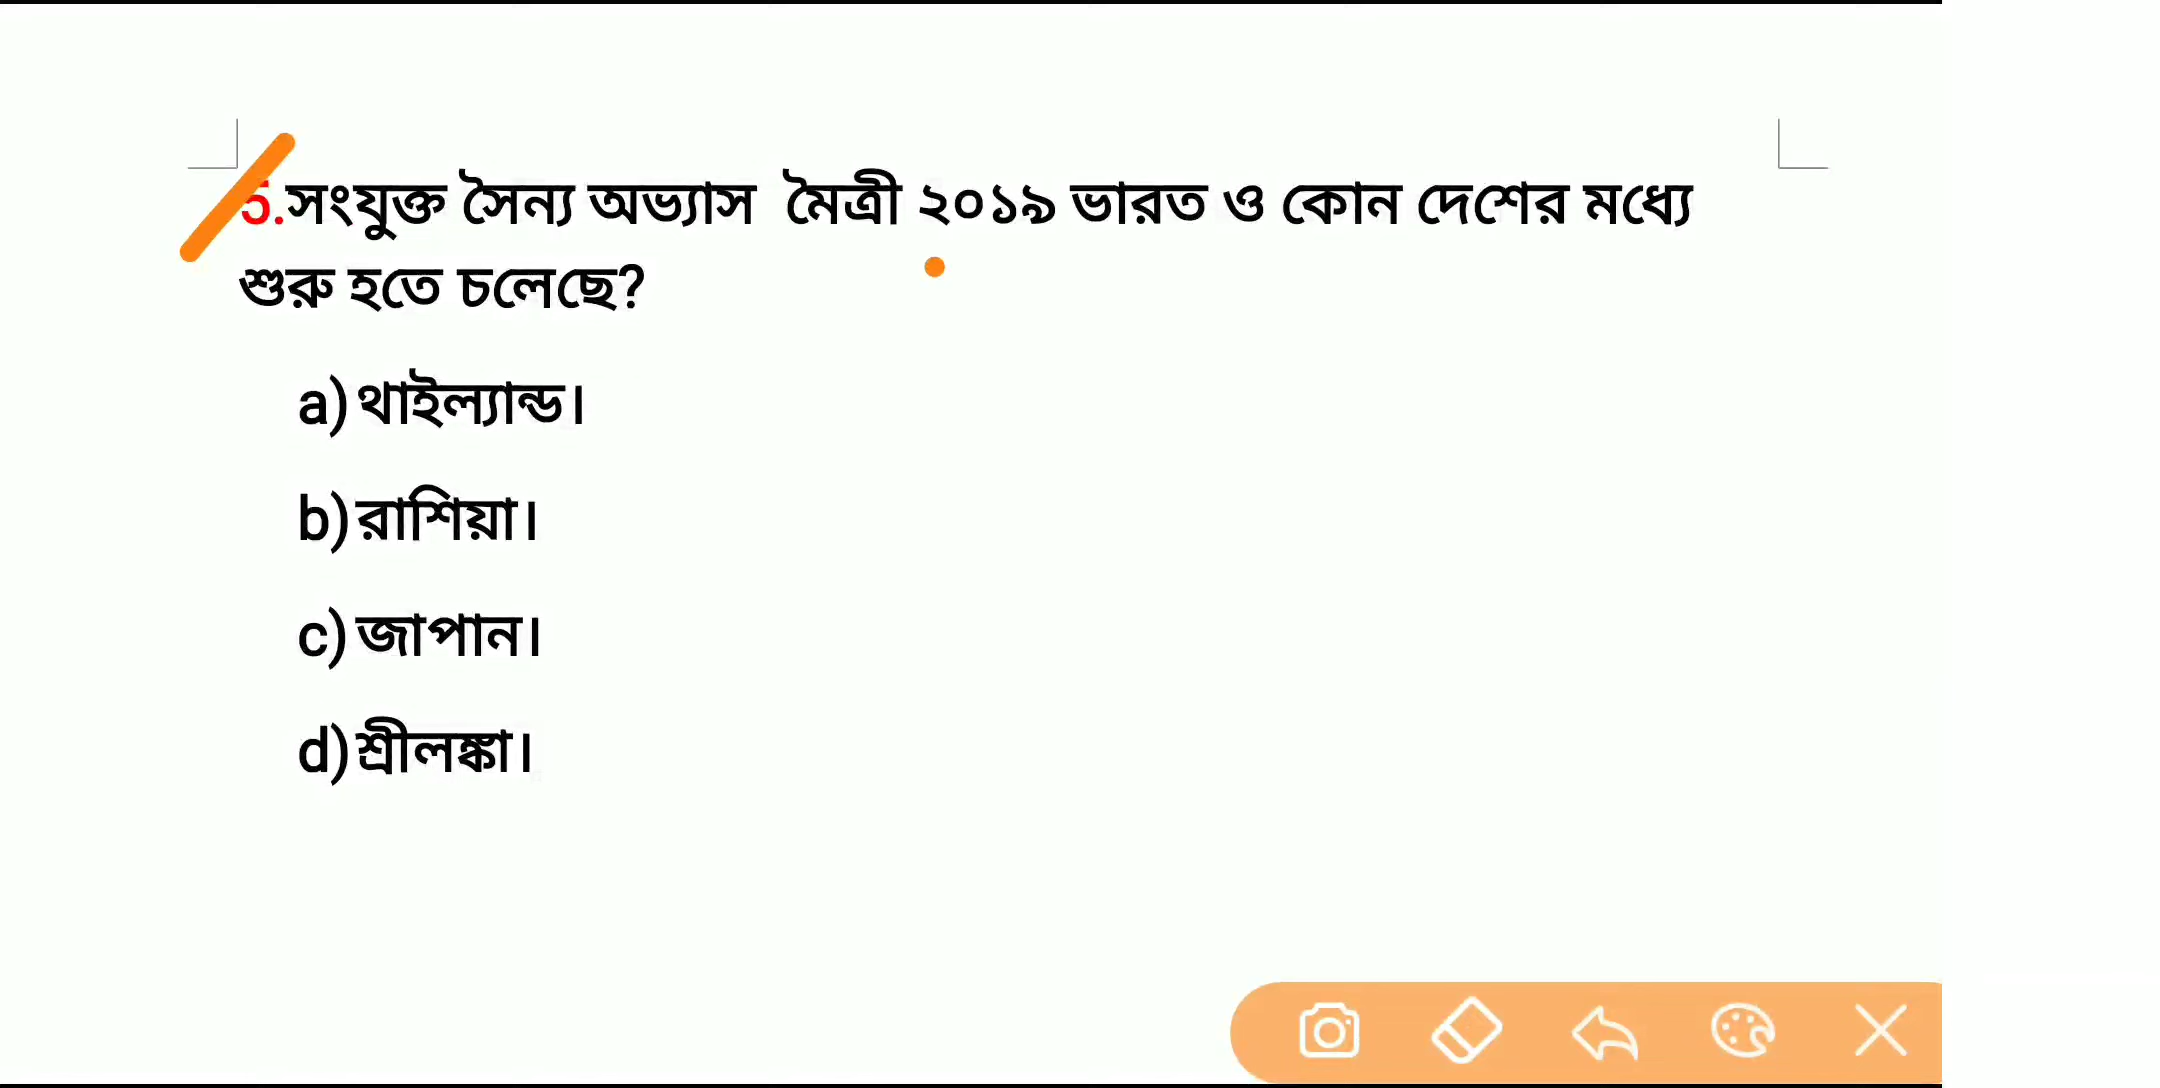 5.সংযুক্ত সৈন্য অভ্যাস মৈত্রী ২০১৯ ভারত ও কোন দেশের মধ্যে
শুরু হতে চলেছে?
a)থাইল্যান্ড।
b)রাশিয়া।
c)জাপান।
d)শ্রীলঙ্কা।